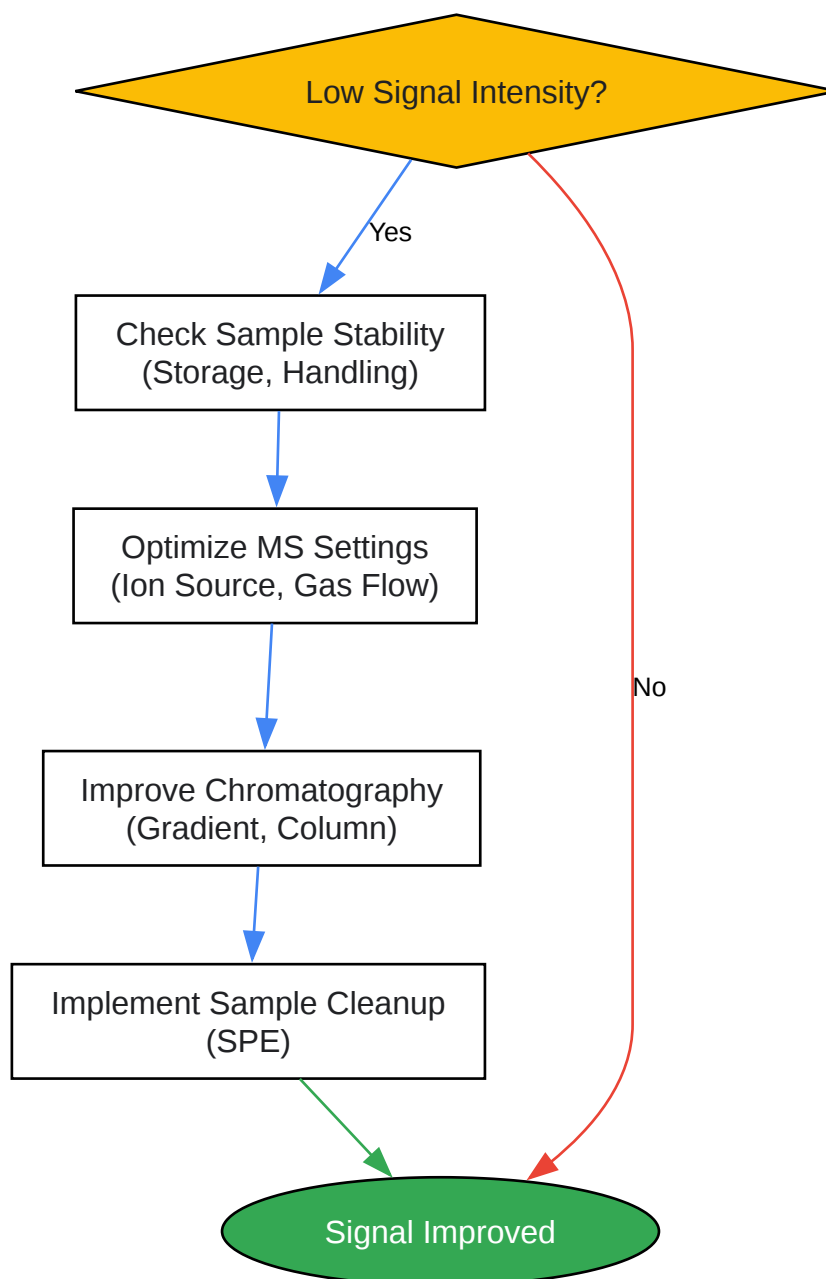 Low Signal Intensity?
Yes
Check Sample Stability
(Storage, Handling)
Optimize MS Settings
(Ion Source, Gas Flow)
No
Improve Chromatography
(Gradient, Column)
Implement Sample Cleanup
(SPE)
Signal Improved